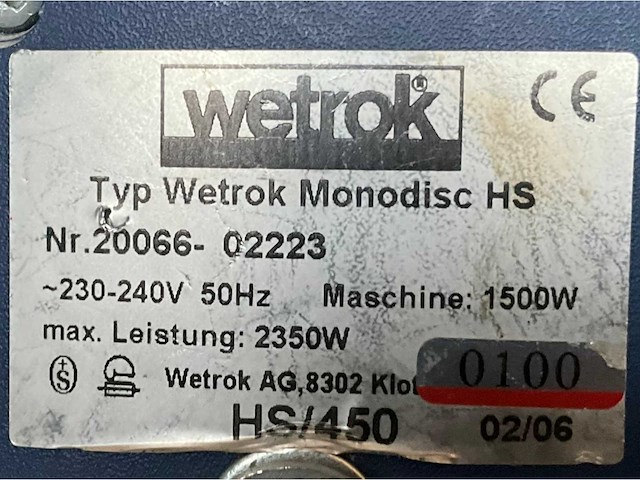 wetrok®
CE
Typ Wetrok Monodisc HS
Nr.20066- 02223
~230-240V 50Hz Maschine: 1500W
max. Leistung: 2350W
Wetrok AG,8302 Klot
0100
HS/450 02/06